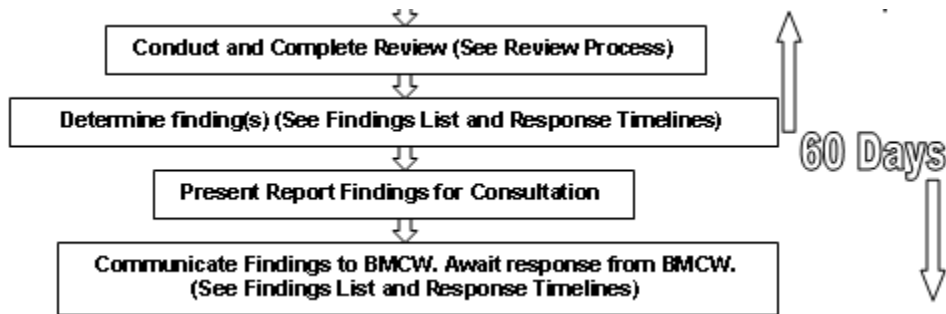 Conduct and Complete Review (See Review Process)
Determine finding(s) (See Findings List and Response Timelines)
60 Days
Present Report Findings for Consultation
Communicate Findings to BMCW. Await response from BMCW.
(See Findings List and Response Timelines)